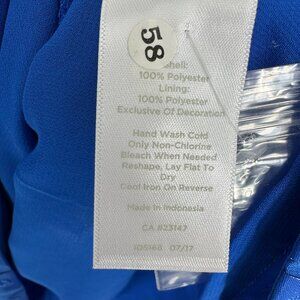 58
Shell:
100% Polyester
Lining:
100% Polyester
Exclusive Of Decoration
Hand Wash Cold
Only Non-Chlorine
Bleach When Needed
Reshape, Lay Flat To
Dry
Cool Iron On Reverse
Made in Indonesia
CA #23147
07/17